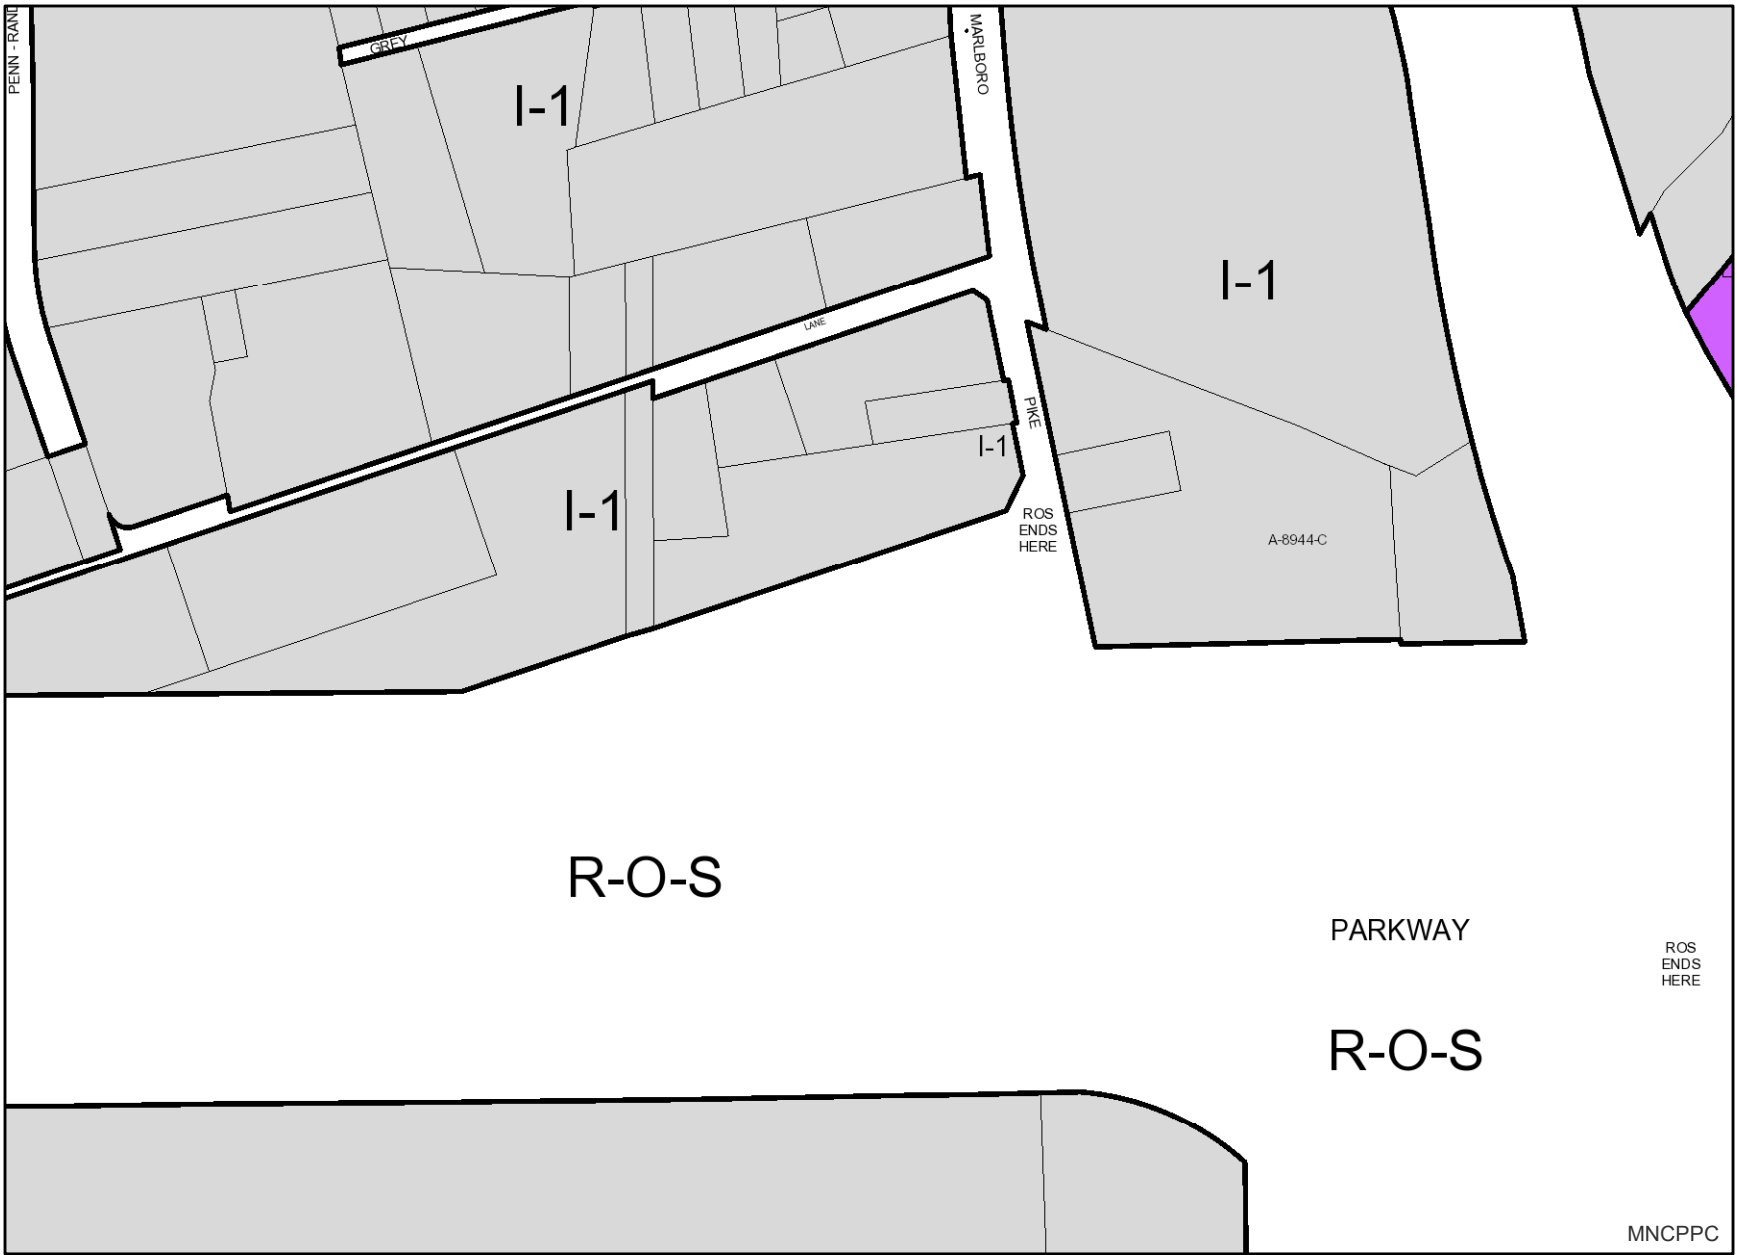 PENN - RAND
GREY
MARLBORO
I-1
I-1
LANE
PIKE
I-1
I-1
ROS
ENDS
HERE
A-8944-C
R-O-S
PARKWAY
ROS
ENDS
HERE
R-O-S
MNCPPC